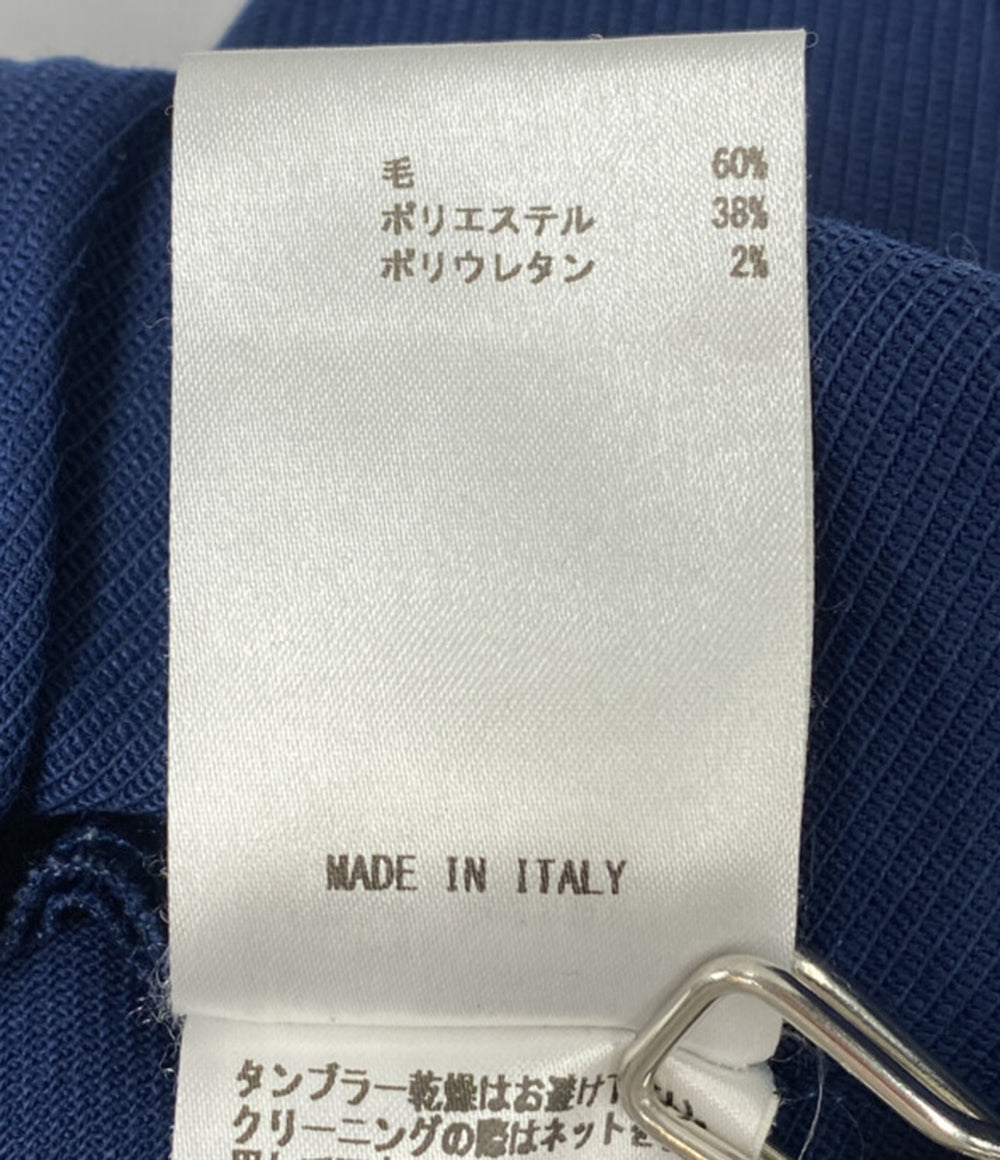 毛 60%
ポリエステル 38%
ポリウレタン 2%
MADE IN ITALY
タンブラー乾燥はお避け
クリーニングの際はネット